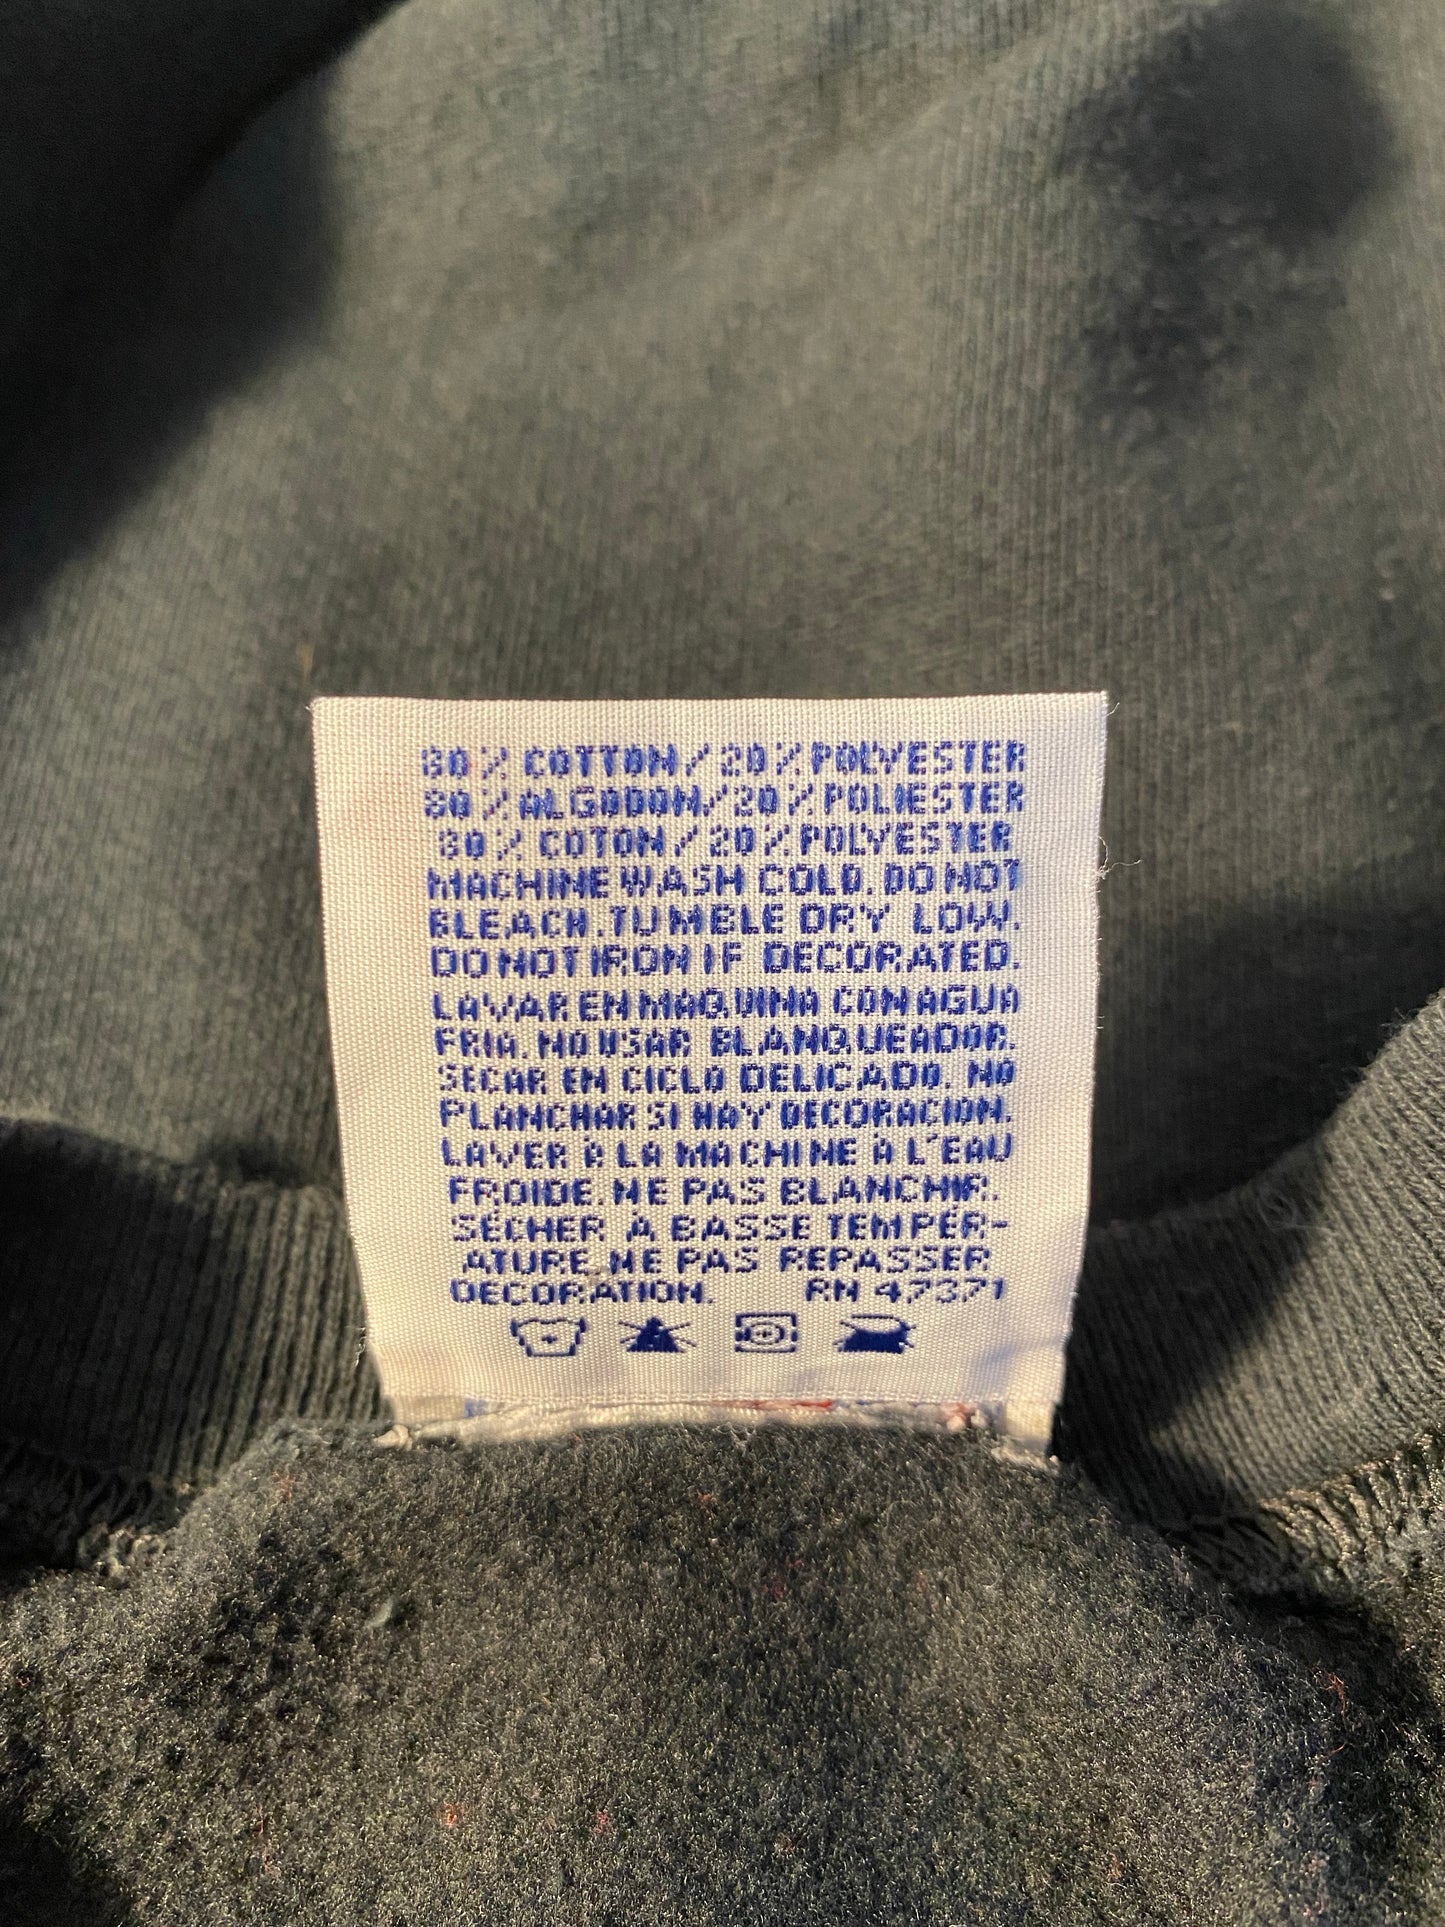 80% COTTON/20% POLYESTER
80% ALGODON/20% POLIESTER
80% COTON/20% POLYESTER
MACHINE WASH COLD. DO NOT
BLEACH. TUMBLE DRY LOW.
DO NOT IRON IF DECORATED.
LAVAR EN MAQUINA CON AGUA
FRIA. NO USAR BLANQUEADOR.
SECAR EN CICLO DELICADO. NO
PLANCHAR SI HAY DECORACION.
LAVER À LA MACHINE À L'EAU
FROIDE. NE PAS BLANCHIR.
SÉCHER À BASSE TEMPÉR-
ATURE. NE PAS REPASSER
DECORATION. RN 47371